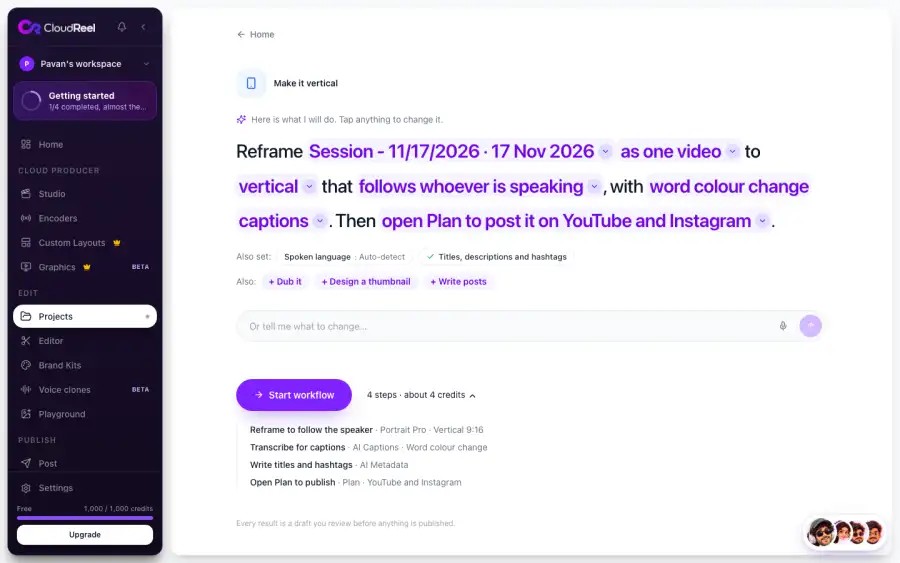 CloudReel
P Pavan's workspace
Getting started
1/4 completed, almost the...
Home
CLOUD PRODUCER
Studio
Encoders
Custom Layouts
Graphics BETA
EDIT
Projects
Editor
Brand Kits
Voice clones BETA
Playground
PUBLISH
Post
Settings
Free 1,000 / 1,000 credits
Upgrade
Home
Make it vertical
Here is what I will do. Tap anything to change it.
Reframe Session - 11/17/2026 · 17 Nov 2026 as one video to
vertical that follows whoever is speaking , with word colour change
captions . Then open Plan to post it on YouTube and Instagram .
Also set: Spoken language : Auto-detect Titles, descriptions and hashtags
Also: + Dub it + Design a thumbnail + Write posts
Or tell me what to change...
Start workflow 4 steps · about 4 credits
Reframe to follow the speaker · Portrait Pro · Vertical 9:16
Transcribe for captions · AI Captions · Word colour change
Write titles and hashtags · AI Metadata
Open Plan to publish · Plan · YouTube and Instagram
Every result is a draft you review before anything is published.